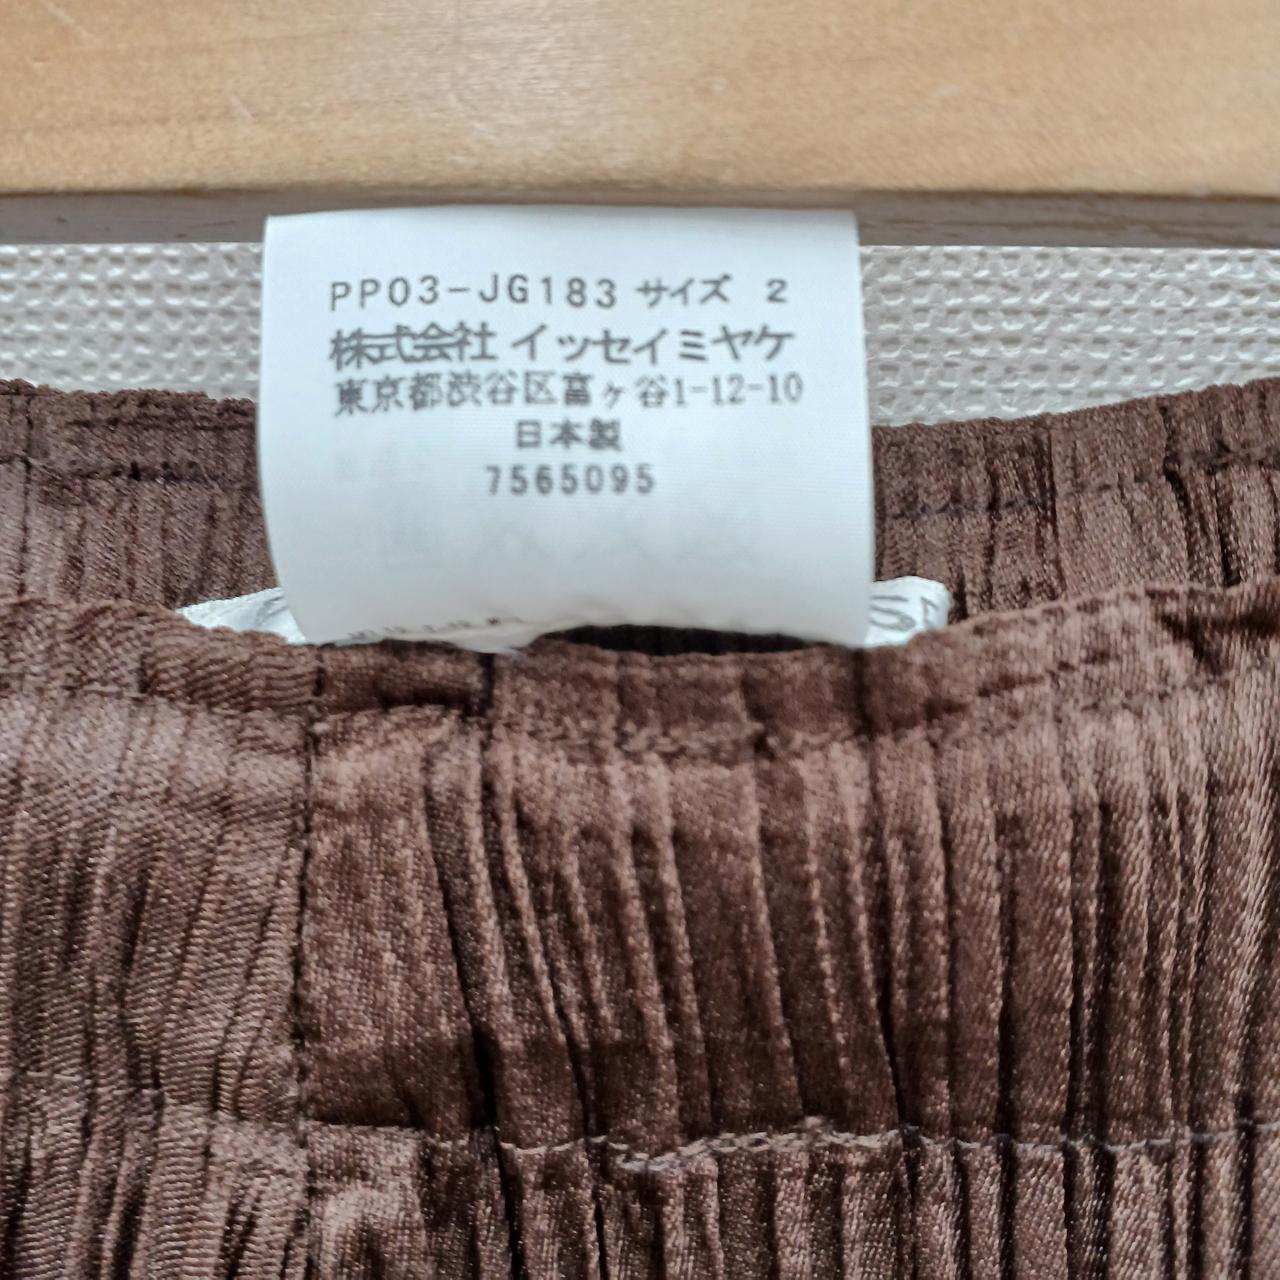 PP03-JG183 サイズ 2
株式会社 イッセイミヤケ
東京都渋谷区富ヶ谷1-12-10
日本製
7565095